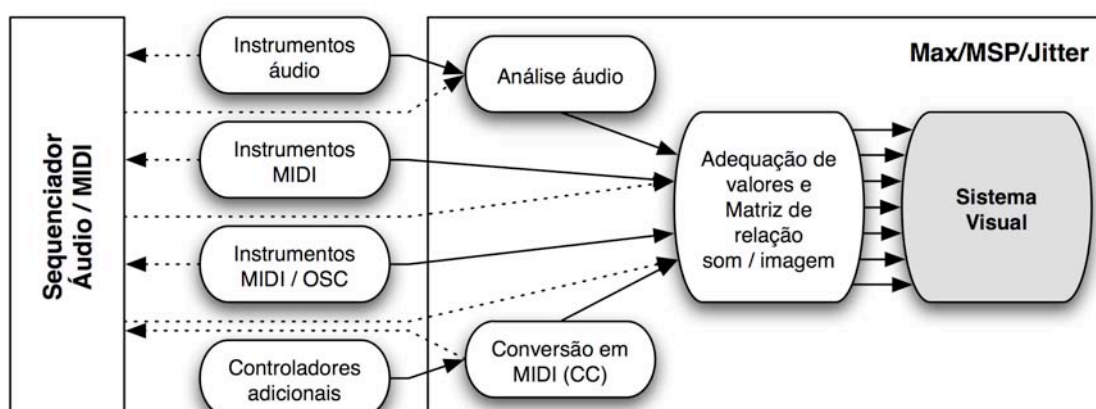 Sequenciador
Áudio / MIDI
Instrumentos
áudio
Instrumentos
MIDI
Instrumentos
MIDI / OSC
Controladores
adicionais
Max/MSP/Jitter
Análise áudio
Conversão em
MIDI (CC)
Adequação de
valores e
Matriz de
relação
som / imagem
Sistema
Visual